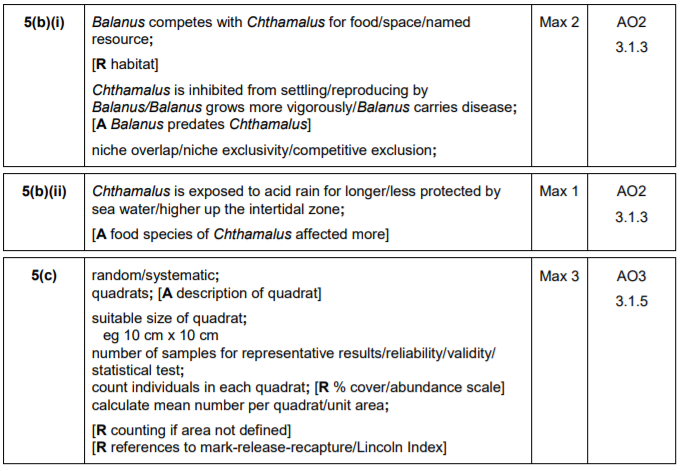 5(b)(i) Balanus competes with Chthamalus for food/space/named Max 2 AO2
resource; 3.1.3
[R habitat]
Chthamalus is inhibited from settling/reproducing by
Balanus/Balanus grows more vigorously/Balanus carries disease;
[A Balanus predates Chthamalus]
niche overlap/niche exclusivity/competitive exclusion;
5(b)(ii) Chthamalus is exposed to acid rain for longer/less protected by Max 1 AO2
sea water/higher up the intertidal zone; 3.1.3
[A food species of Chthamalus affected more]
5(c) random/systematic; Max 3 AO3
quadrats; [A description of quadrat] 3.1.5
suitable size of quadrat;
eg 10 cm x 10 cm
number of samples for representative results/reliability/validity/
statistical test;
count individuals in each quadrat; [R % cover/abundance scale]
calculate mean number per quadrat/unit area;
[R counting if area not defined]
[R references to mark-release-recapture/Lincoln Index]